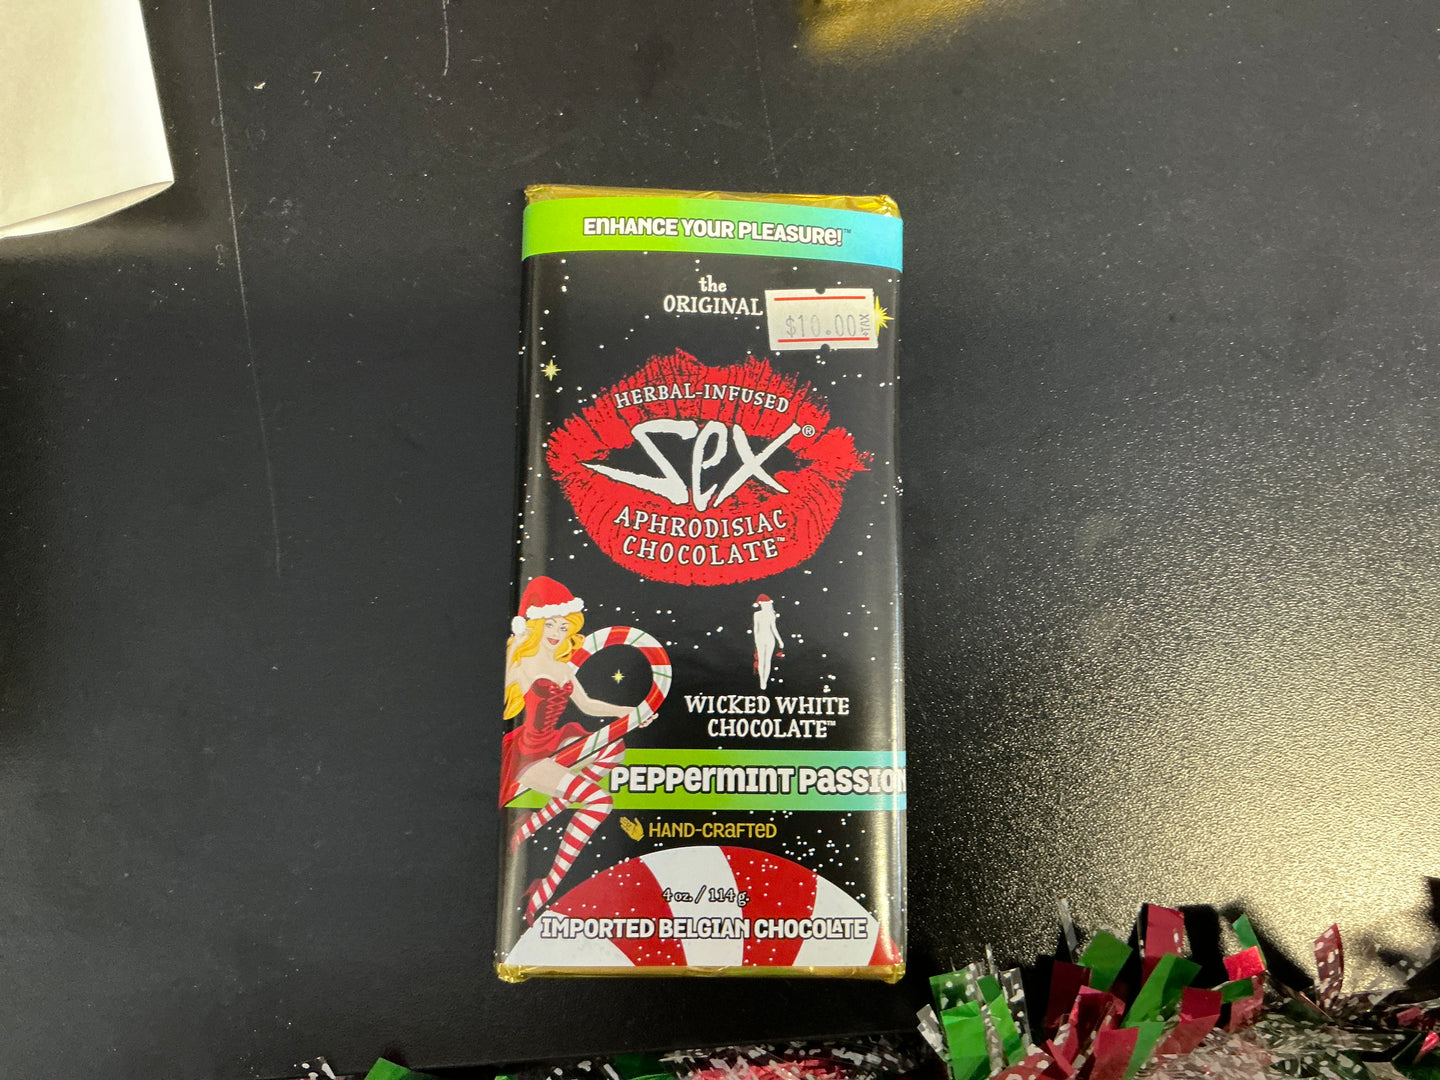 ENHANCE YOUR PLEASURE!™
the
ORIGINAL
$10.00 +TAX
HERBAL-INFUSED
Sex®
APHRODISIAC
CHOCOLATE™
WICKED WHITE
CHOCOLATE™
PEPPERMINT PASSION
HAND-CRAFTED
4 oz. / 114 g.
IMPORTED BELGIAN CHOCOLATE